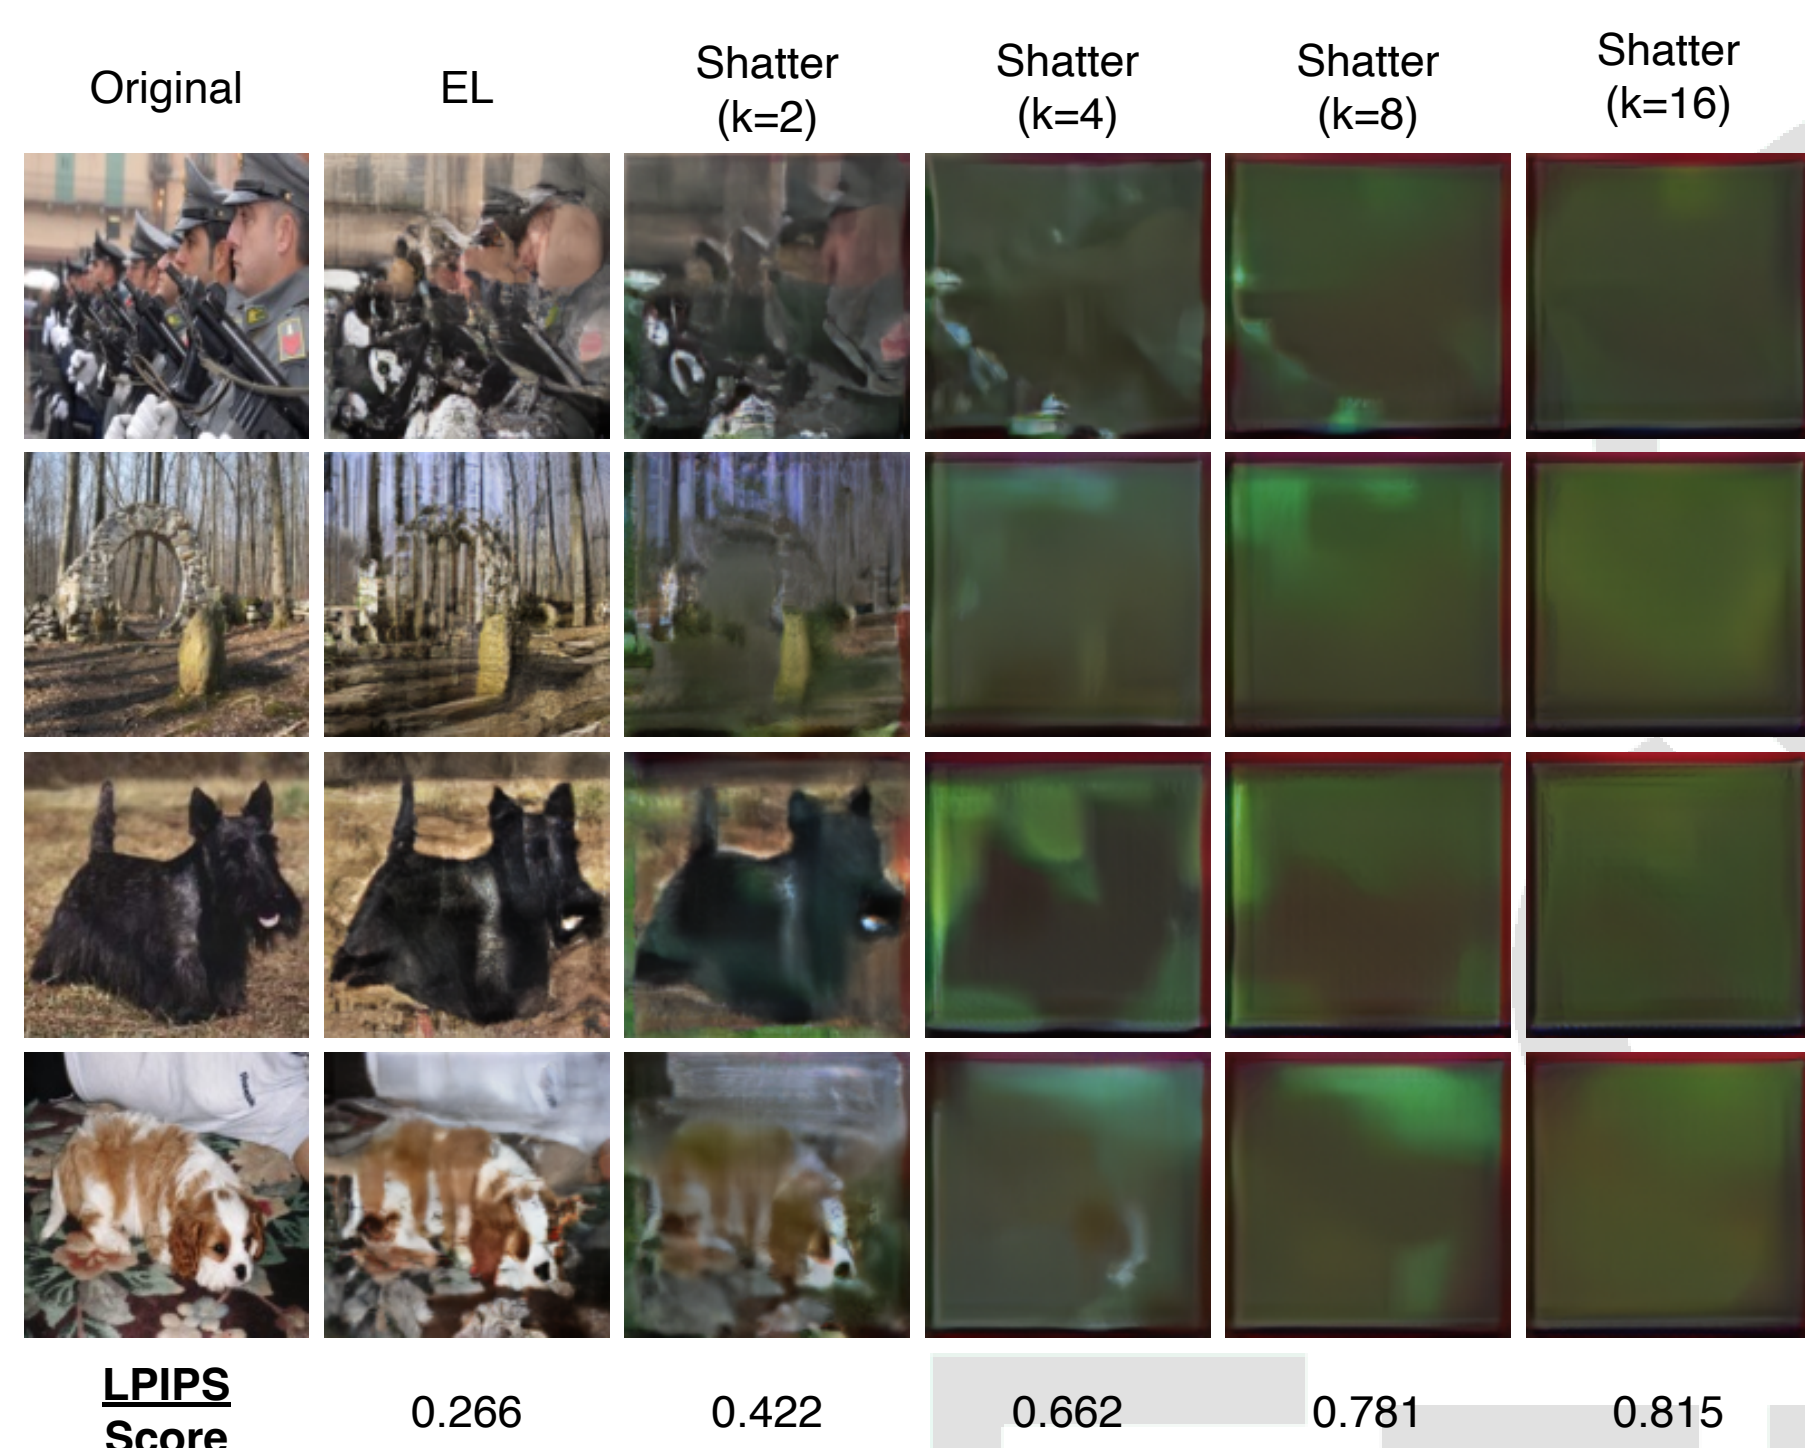 Original
EL
Shatter
(k=2)
Shatter
(k=4)
Shatter
(k=8)
Shatter
(k=16)
LPIPS
Score
0.266
0.422
0.662
0.781
0.815